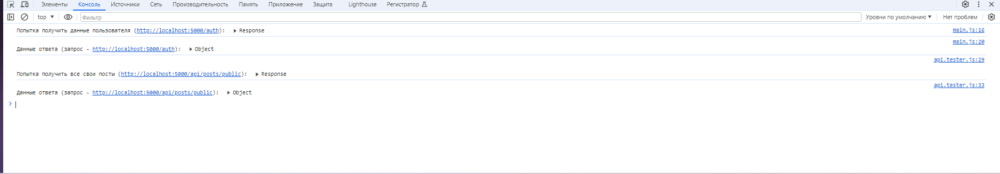 Элементы Консоль Источники Сеть Производительность Память Приложение Защита Lighthouse Регистратор
top Фильтр Уровни по умолчанию Нет проблем
Попытка получить данные пользователя (http://localhost:5000/auth): Response main.js:16
main.js:20
Данные ответа (запрос - http://localhost:5000/auth): Object
api.tester.js:29
Попытка получить все свои посты (http://localhost:5000/api/posts/public): Response
api.tester.js:33
Данные ответа (запрос - http://localhost:5000/api/posts/public): Object